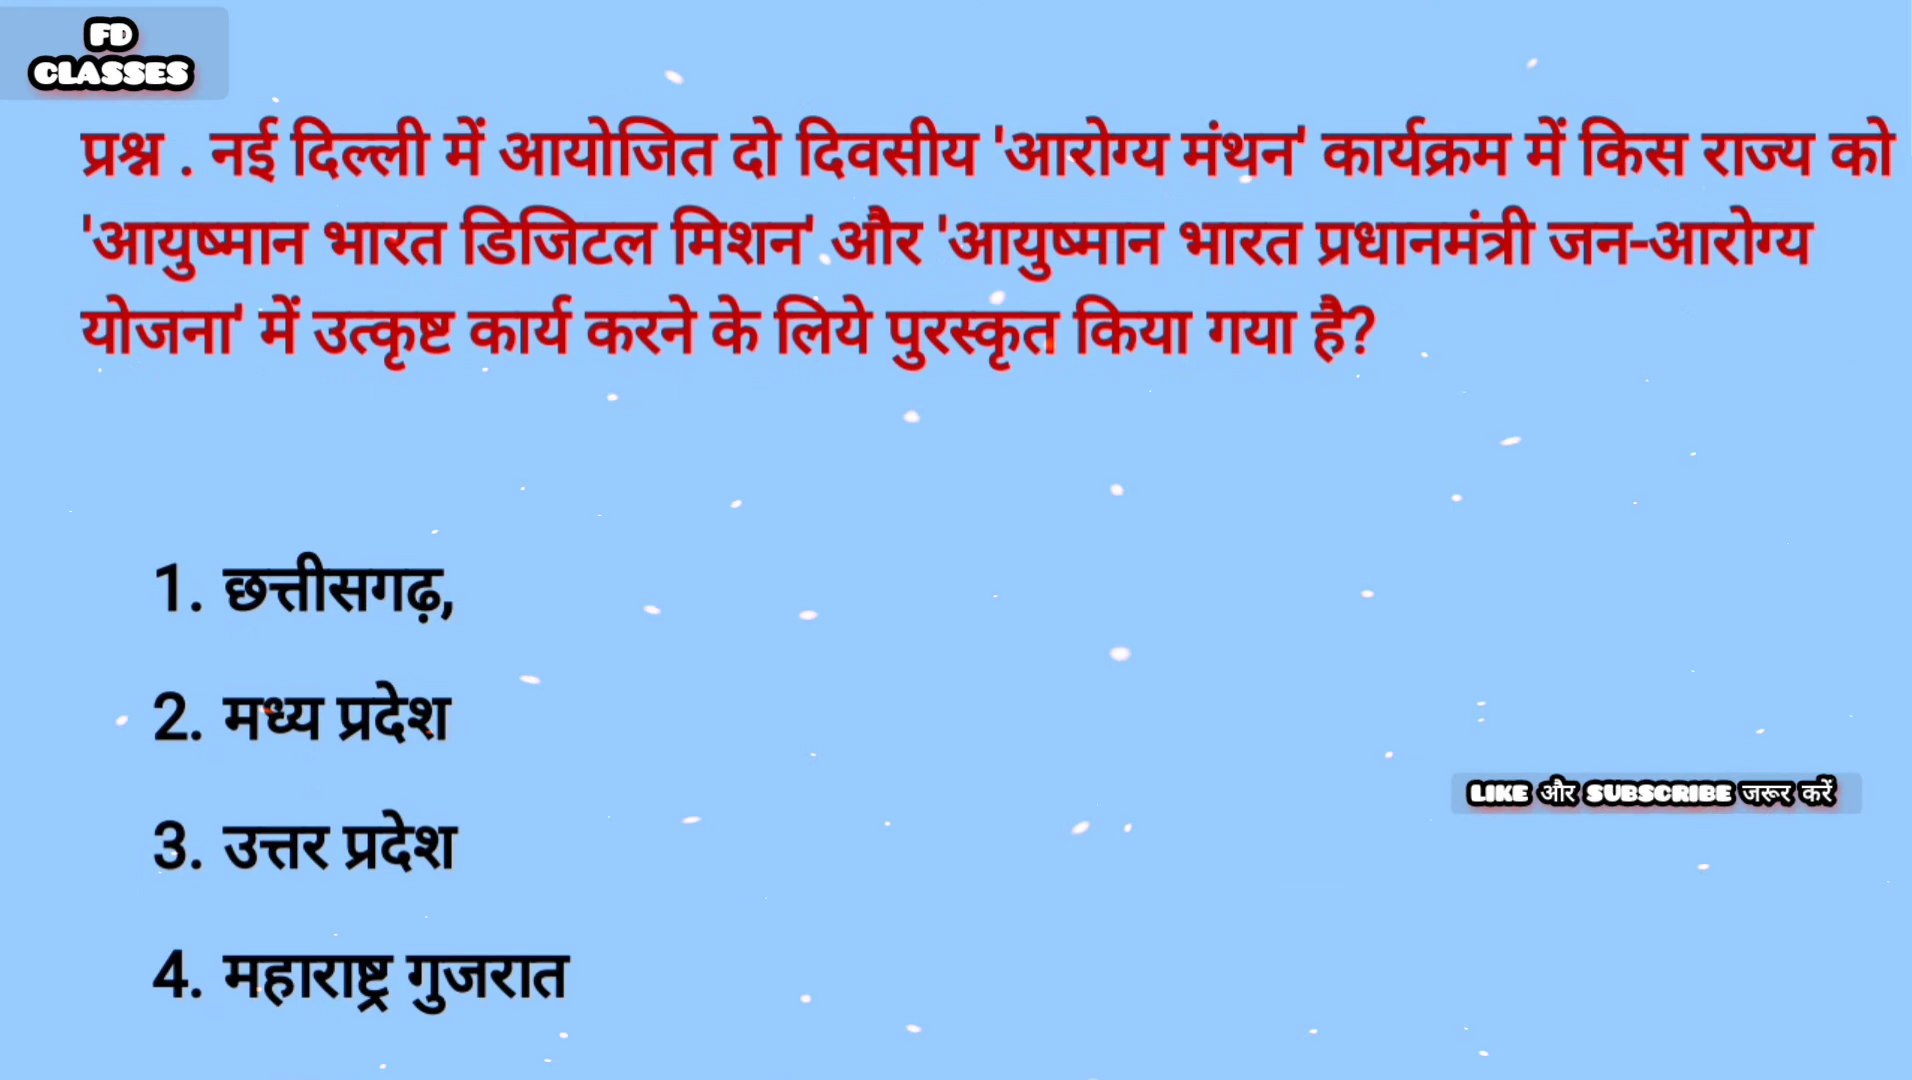 FD
CLASSES
प्रश्न . नई दिल्ली में आयोजित दो दिवसीय 'आरोग्य मंथन' कार्यक्रम में किस राज्य को
'आयुष्मान भारत डिजिटल मिशन' और 'आयुष्मान भारत प्रधानमंत्री जन-आरोग्य
योजना' में उत्कृष्ट कार्य करने के लिये पुरस्कृत किया गया है?
1. छत्तीसगढ़,
2. मध्य प्रदेश
LIKE और SUBSCRIBE जरूर करें
3. उत्तर प्रदेश
4. महाराष्ट्र गुजरात